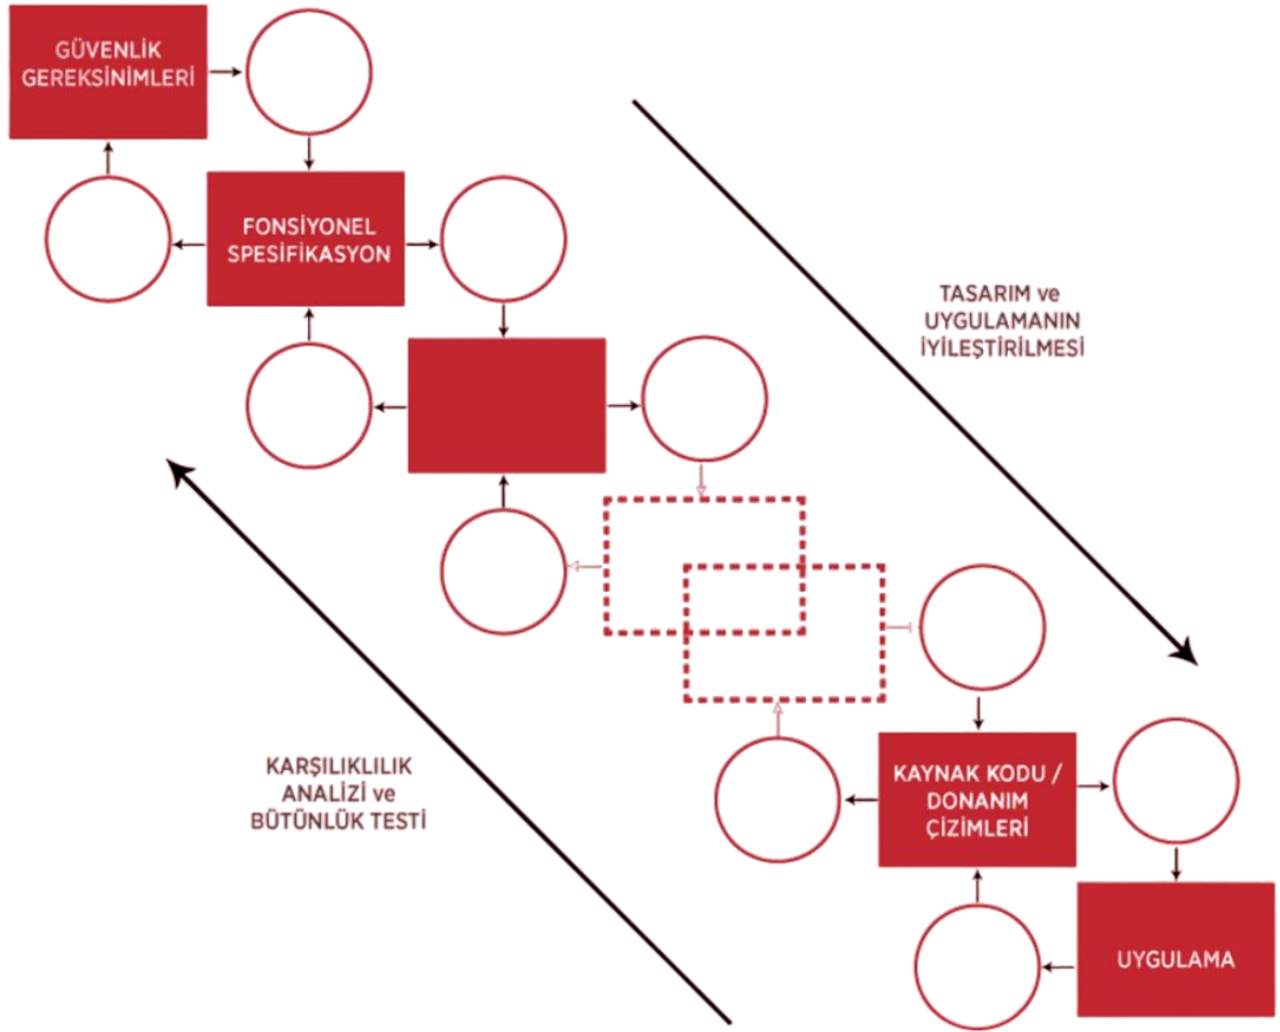 GÜVENLİK
GEREKSİNİMLERİ
FONSİYONEL
SPESİFİKASYON
TASARIM ve
UYGULAMANIN
İYİLEŞTİRİLMESİ
KARŞILIKLILIK
ANALİZİ ve
BÜTÜNLÜK TESTİ
KAYNAK KODU /
DONANIM
ÇİZİMLERİ
UYGULAMA